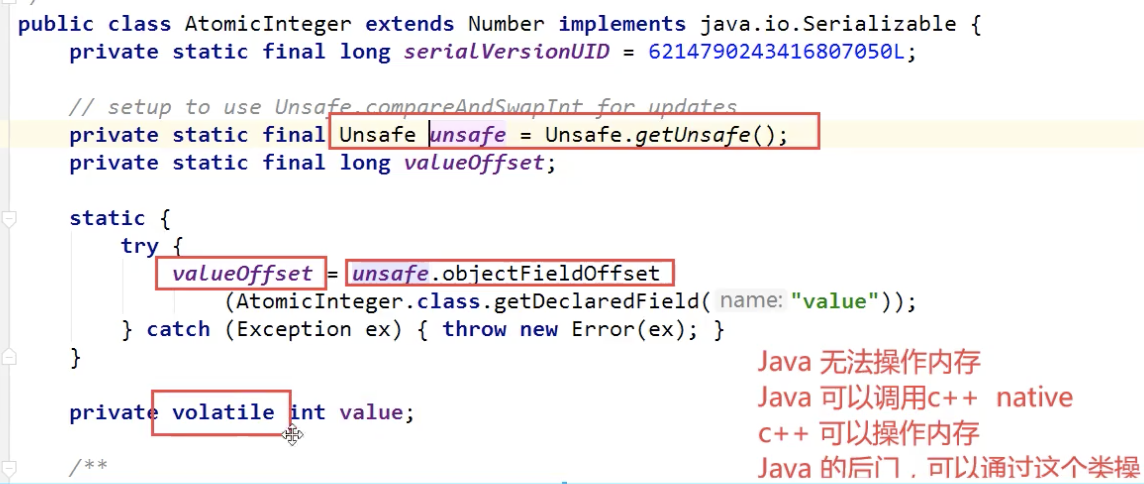 public class AtomicInteger extends Number implements java.io.Serializable {
private static final long serialVersionUID = 6214790243416807050L;
// setup to use Unsafe.compareAndSwapInt for updates
private static final Unsafe unsafe = Unsafe.getUnsafe();
private static final long valueOffset;
static {
try {
valueOffset = unsafe.objectFieldOffset
(AtomicInteger.class.getDeclaredField( name: "value"));
} catch (Exception ex) { throw new Error(ex); }
}
private volatile int value;
/**
Java 无法操作内存
Java 可以调用c++ native
c++ 可以操作内存
Java 的后门，可以通过这个类操